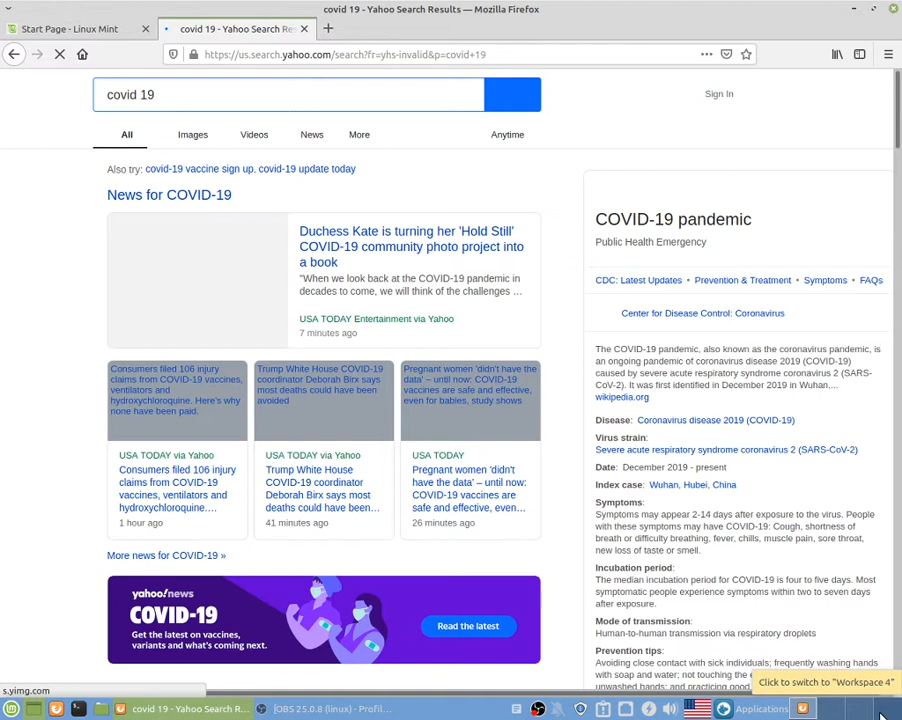 covid 19 - Yahoo Search Results — Mozilla Firefox
Start Page - Linux Mint
covid 19 - Yahoo Search Res
https://us.search.yahoo.com/search?fr=yhs-invalid&p=covid+19
covid 19
Sign In
All
Images
Videos
News
More
Anytime
Also try: covid-19 vaccine sign up, covid-19 update today
News for COVID-19
Duchess Kate is turning her 'Hold Still'
COVID-19 community photo project into
a book
"When we look back at the COVID-19 pandemic in
decades to come, we will think of the challenges ...
USA TODAY Entertainment via Yahoo
7 minutes ago
Consumers filed 106 injury
claims from COVID-19 vaccines,
ventilators and
hydroxychloroquine. Here's why
none have been paid.
USA TODAY via Yahoo
Consumers filed 106 injury
claims from COVID-19
vaccines, ventilators and
hydroxychloroquine....
1 hour ago
Trump White House COVID-19
coordinator Deborah Birx says
most deaths could have been
avoided
USA TODAY via Yahoo
Trump White House
COVID-19 coordinator
Deborah Birx says most
deaths could have been...
41 minutes ago
Pregnant women 'didn't have the
data' – until now: COVID-19
vaccines are safe and effective,
even for babies, study shows
USA TODAY
Pregnant women 'didn't
have the data' – until now:
COVID-19 vaccines are
safe and effective, even...
26 minutes ago
More news for COVID-19 »
yahoo!news
COVID-19
Get the latest on vaccines,
variants and what's coming next.
Read the latest
COVID-19 pandemic
Public Health Emergency
CDC: Latest Updates • Prevention & Treatment • Symptoms • FAQs
Center for Disease Control: Coronavirus
The COVID-19 pandemic, also known as the coronavirus pandemic, is
an ongoing pandemic of coronavirus disease 2019 (COVID-19)
caused by severe acute respiratory syndrome coronavirus 2 (SARS-
CoV-2). It was first identified in December 2019 in Wuhan,...
wikipedia.org
Disease: Coronavirus disease 2019 (COVID-19)
Virus strain:
Severe acute respiratory syndrome coronavirus 2 (SARS-CoV-2)
Date: December 2019 - present
Index case: Wuhan, Hubei, China
Symptoms:
Symptoms may appear 2-14 days after exposure to the virus. People
with these symptoms may have COVID-19: Cough, shortness of
breath or difficulty breathing, fever, chills, muscle pain, sore throat,
new loss of taste or smell.
Incubation period:
The median incubation period for COVID-19 is four to five days. Most
symptomatic people experience symptoms within two to seven days
after exposure.
Mode of transmission:
Human-to-human transmission via respiratory droplets
Prevention tips:
Avoiding close contact with sick individuals; frequently washing hands
with soap and water; not touching the
unwashed hands; and practicing good
Click to switch to "Workspace 4"
s.yimg.com
covid 19 - Yahoo Search R...
[OBS 25.0.8 (linux) - Profil...
Applications